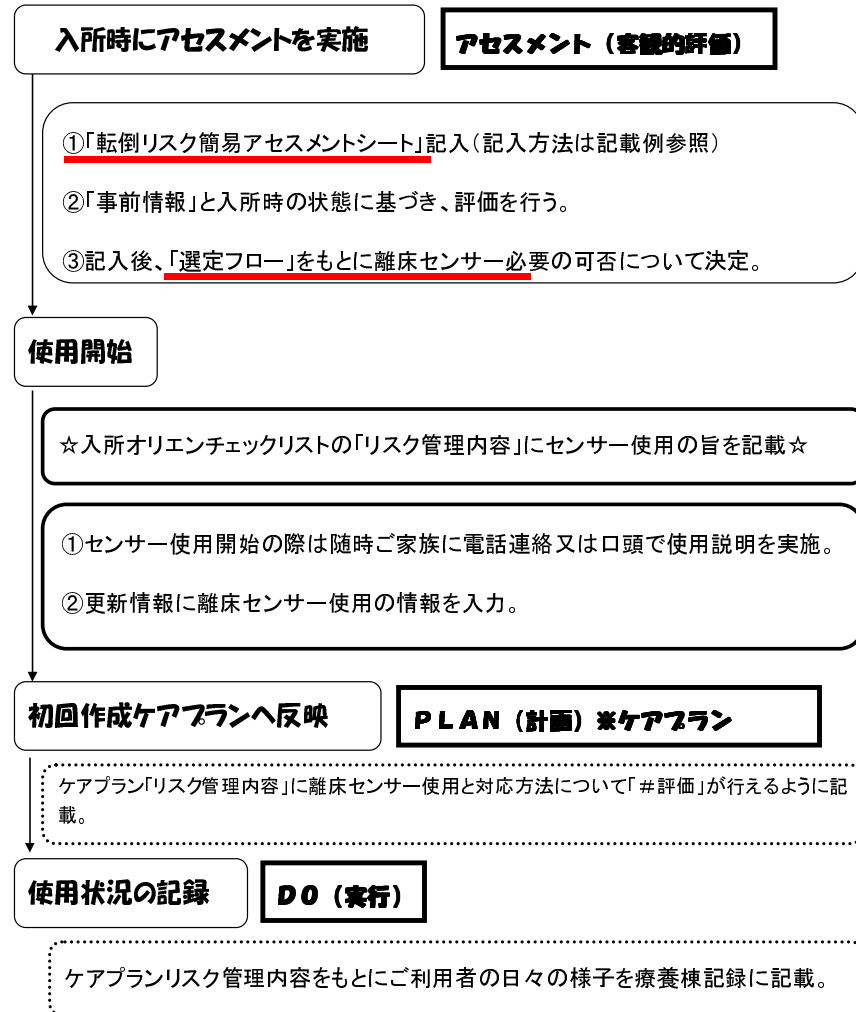 入所時にアセスメントを実施
アセスメント（客観的評価）
①「転倒リスク簡易アセスメントシート」記入（記入方法は記載例参照）
②「事前情報」と入所時の状態に基づき、評価を行う。
③記入後、「選定フロー」をもとに離床センサー必要の可否について決定。
使用開始
☆入所オリエンチェックリストの「リスク管理内容」にセンサー使用の旨を記載☆
①センサー使用開始の際は随時ご家族に電話連絡又は口頭で使用説明を実施。
②更新情報に離床センサー使用の情報を入力。
初回作成ケアプランへ反映
ＰＬＡＮ（計画）※ケアプラン
ケアプラン「リスク管理内容」に離床センサー使用と対応方法について「＃評価」が行えるように記
載。
使用状況の記録
ＤＯ（実行）
ケアプランリスク管理内容をもとにご利用者の日々の様子を療養棟記録に記載。